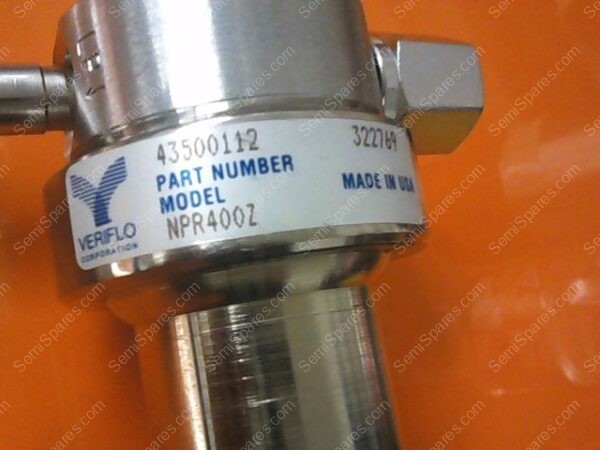 43500112 322769
PART NUMBER
MODEL MADE IN USA
NPR400Z
VERIFLO
CORPORATION
SemiSpares.com